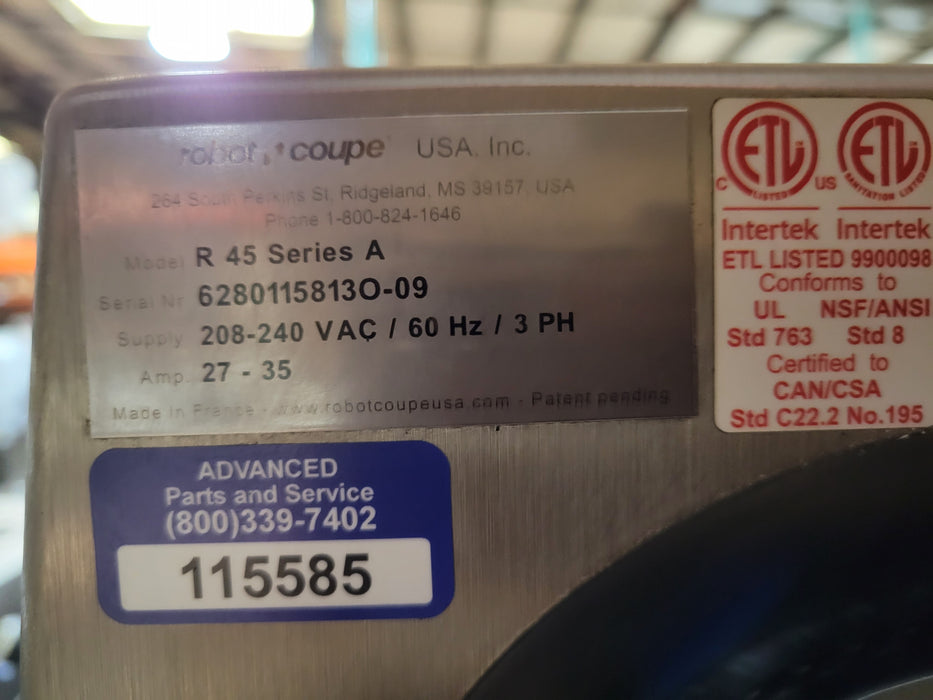 robot coupe USA, Inc.
264 South Perkins St, Ridgeland, MS 39157, USA
Phone 1-800-824-1646
Model R 45 Series A
Serial Nr 6280115813O-09
Supply 208-240 VAC / 60 Hz / 3 PH
Amp. 27 - 35
Made in France - www.robotcoupeusa.com - Patent pending
ADVANCED
Parts and Service
(800)339-7402
115585
ETL ETL
C LISTED US SANITATION LISTED
Intertek Intertek
ETL LISTED 9900098
Conforms to
UL NSF/ANSI
Std 763 Std 8
Certified to
CAN/CSA
Std C22.2 No.195